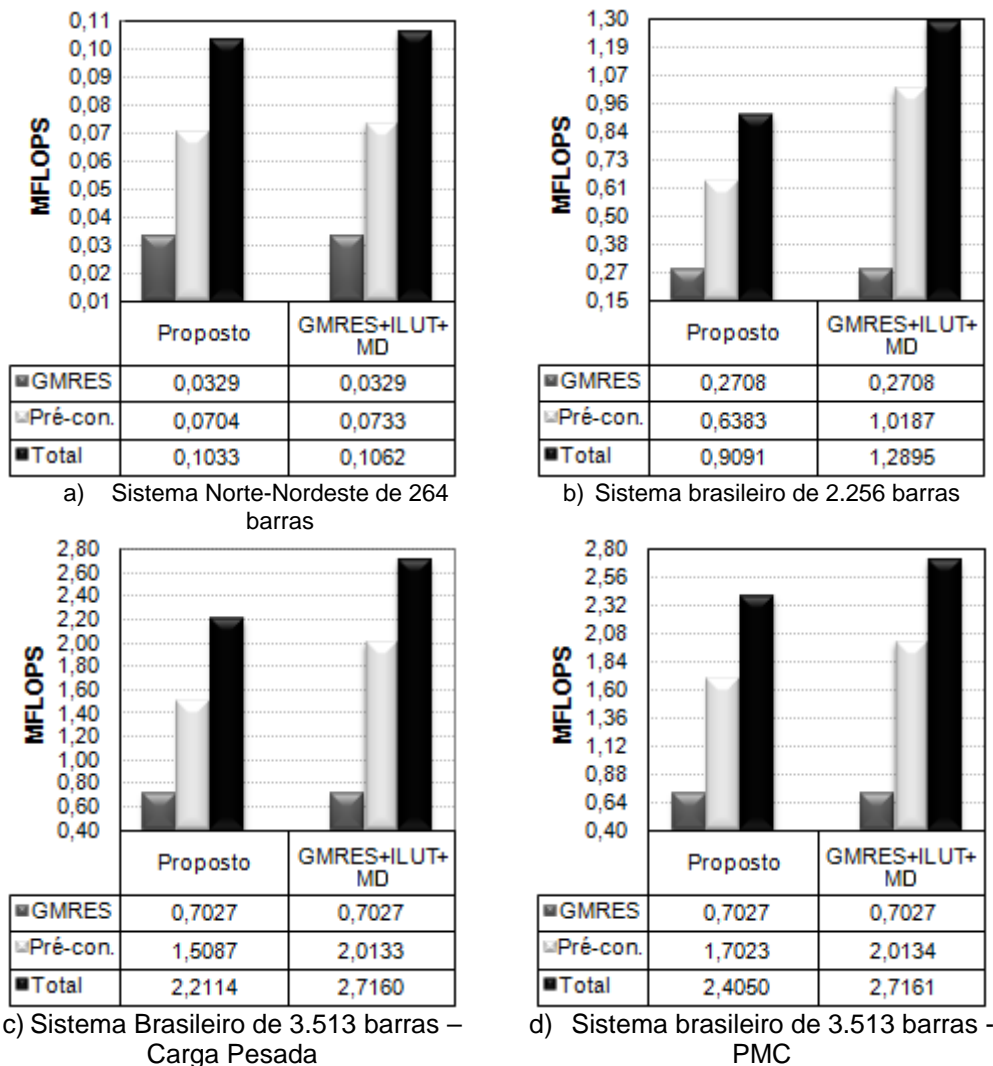 0,11
0,10
0,09
0,08
0,07
0,06
0,05
0,04
0,03
0,02
0,01
MFLOPS
Proposto
GMRES+ILUT+
MD
GMRES 0,0329 0,0329
Pré-con. 0,0704 0,0733
Total 0,1033 0,1062
a) Sistema Norte-Nordeste de 264
barras
1,30
1,19
1,07
0,96
0,84
0,73
0,61
0,50
0,38
0,27
0,15
MFLOPS
Proposto
GMRES+ILUT+
MD
GMRES 0,2708 0,2708
Pré-con. 0,6383 1,0187
Total 0,9091 1,2895
b) Sistema brasileiro de 2.256 barras
2,80
2,60
2,40
2,20
2,00
1,80
1,60
1,40
1,20
1,00
0,80
0,60
0,40
MFLOPS
Proposto
GMRES+ILUT+
MD
GMRES 0,7027 0,7027
Pré-con. 1,5087 2,0133
Total 2,2114 2,7160
c) Sistema Brasileiro de 3.513 barras –
Carga Pesada
2,80
2,56
2,32
2,08
1,84
1,60
1,36
1,12
0,88
0,64
0,40
MFLOPS
Proposto
GMRES+ILUT+
MD
GMRES 0,7027 0,7027
Pré-con. 1,7023 2,0134
Total 2,4050 2,7161
d) Sistema brasileiro de 3.513 barras -
PMC